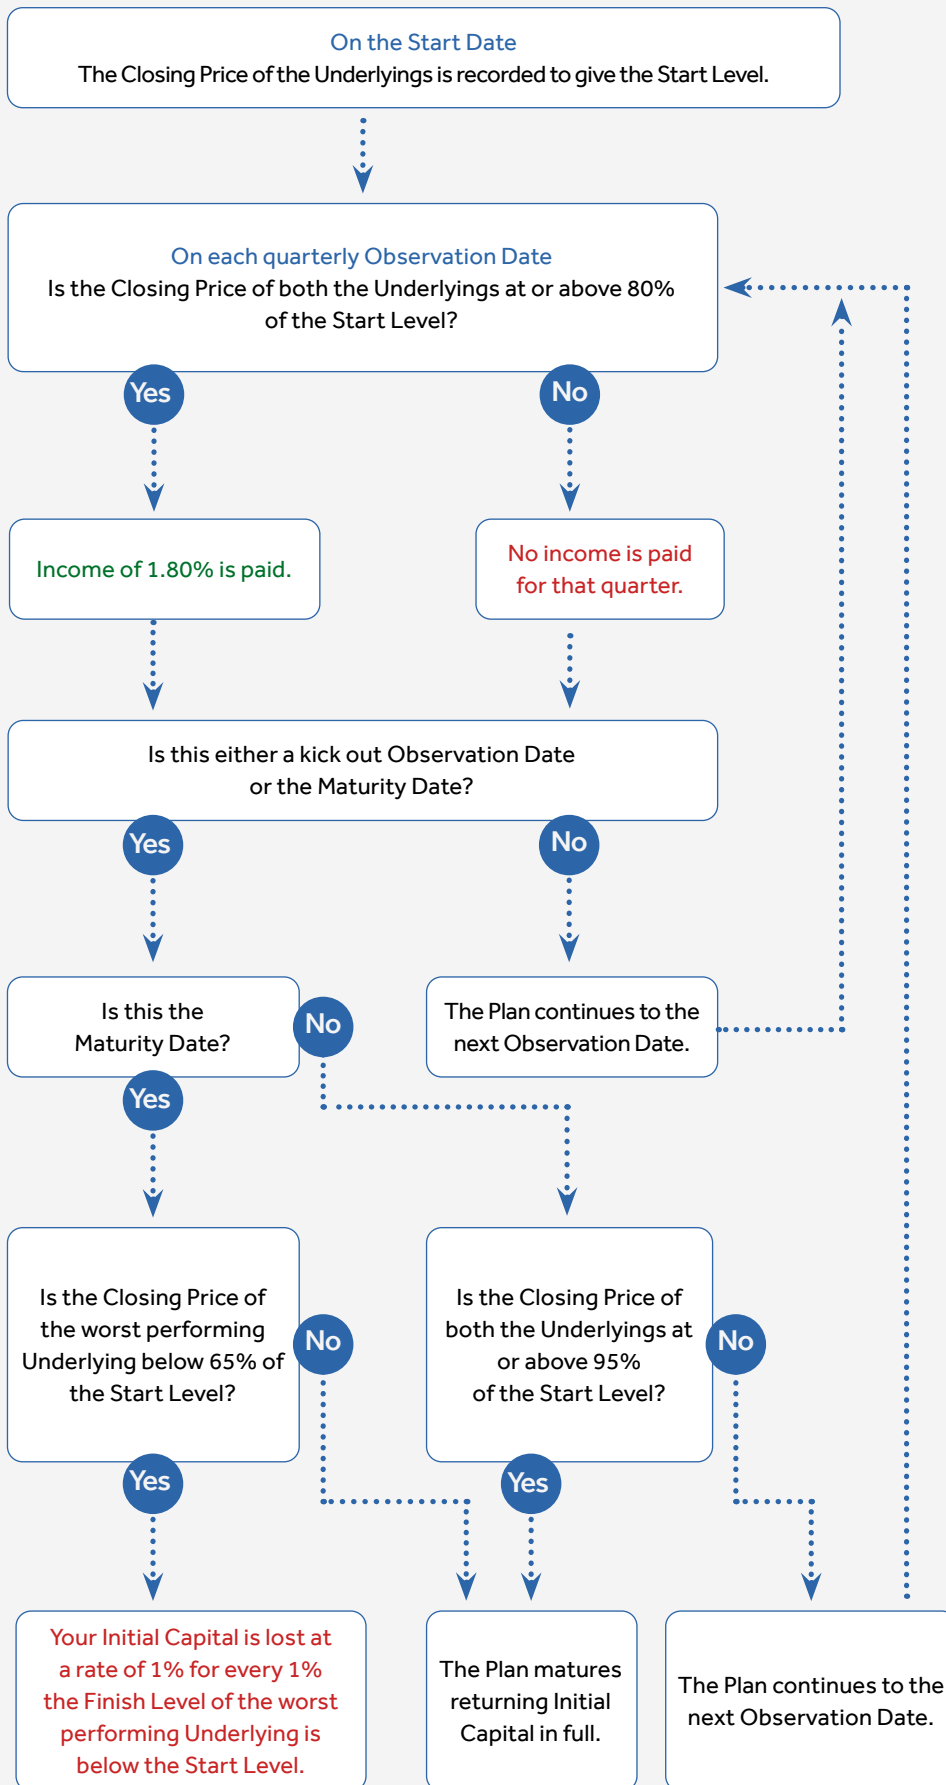 On the Start Date
The Closing Price of the Underlyings is recorded to give the Start Level.
On each quarterly Observation Date
Is the Closing Price of both the Underlyings at or above 80%
of the Start Level?
Yes
No
Income of 1.80% is paid.
No income is paid
for that quarter.
Is this either a kick out Observation Date
or the Maturity Date?
Yes
No
Is this the
Maturity Date?
No
The Plan continues to the
next Observation Date.
Yes
Is the Closing Price of
the worst performing
Underlying below 65% of
the Start Level?
No
Is the Closing Price of
both the Underlyings at
or above 95%
of the Start Level?
No
Yes
Yes
Your Initial Capital is lost at
a rate of 1% for every 1%
the Finish Level of the worst
performing Underlying is
below the Start Level.
The Plan matures
returning Initial
Capital in full.
The Plan continues to the
next Observation Date.